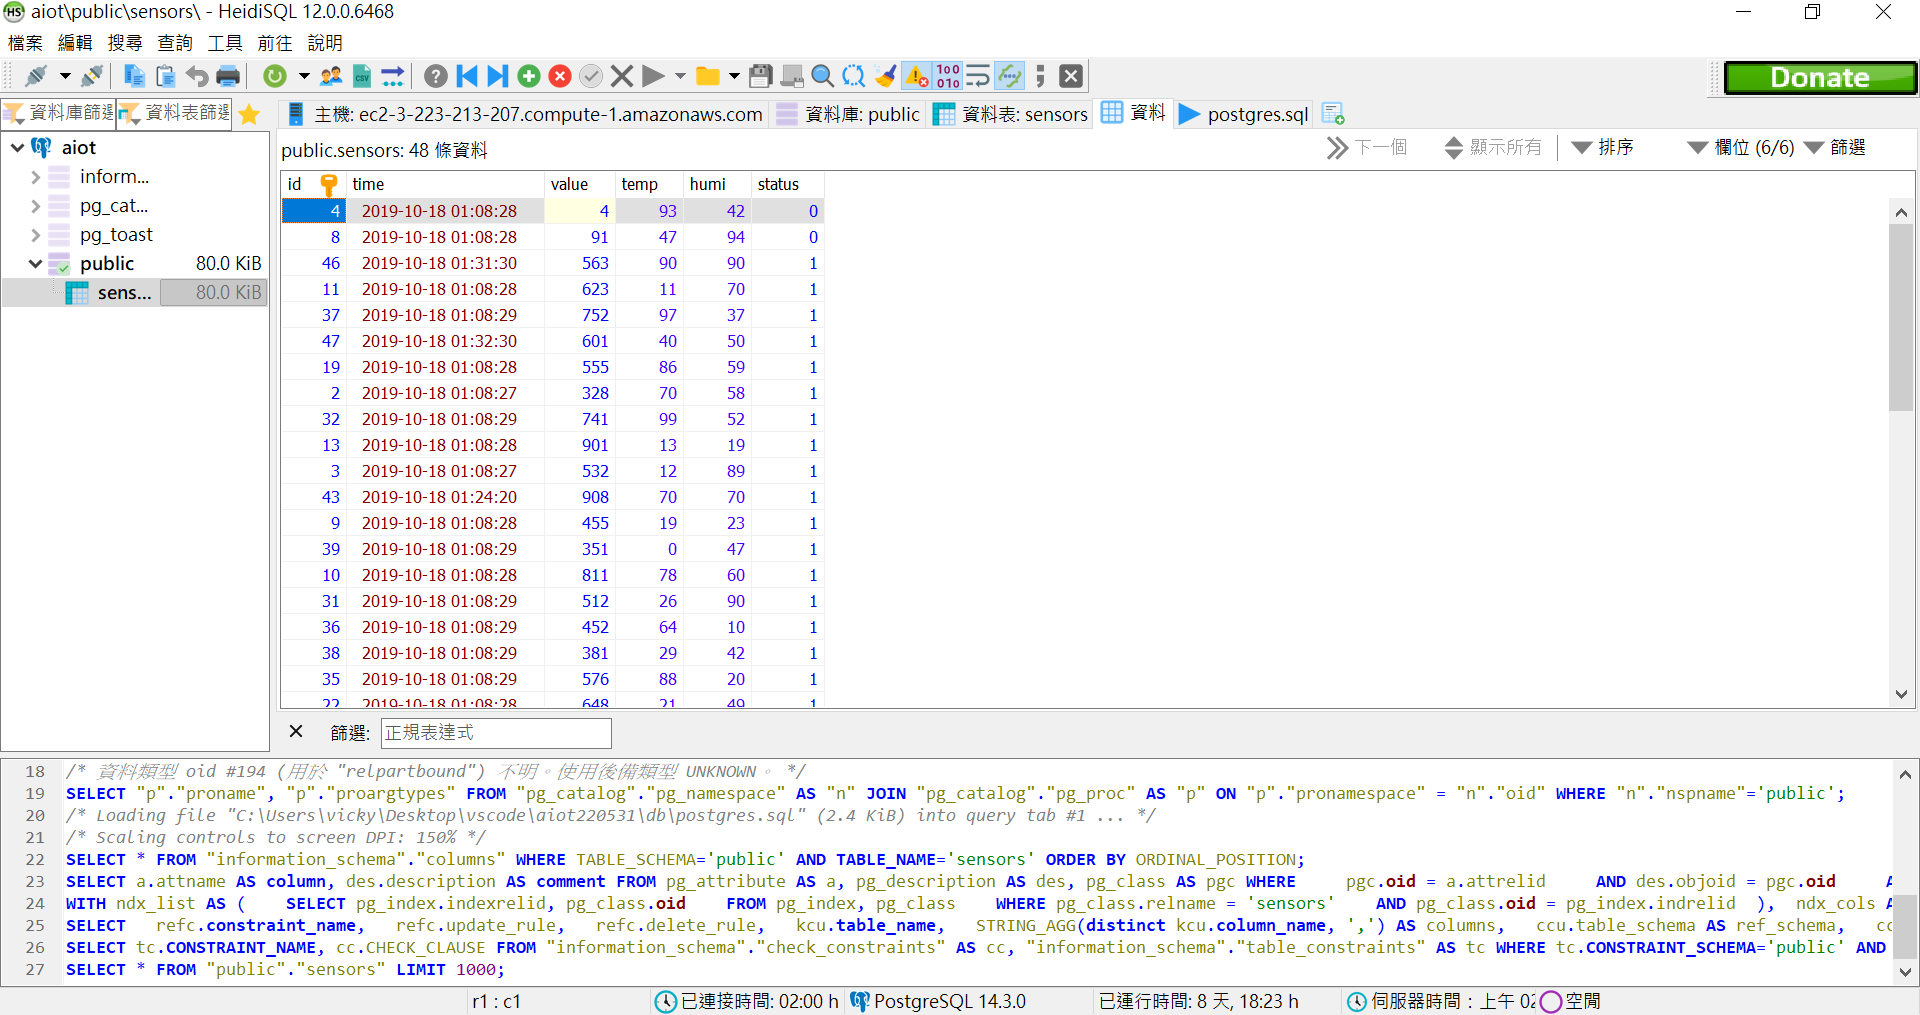 aiot\public\sensors\ - HeidiSQL 12.0.0.6468
檔案 編輯 搜尋 查詢 工具 前往 說明
Donate
資料庫篩選 資料表篩選
主機: ec2-3-223-213-207.compute-1.amazonaws.com 資料庫: public 資料表: sensors 資料 postgres.sql
aiot
inform...
pg_cat...
pg_toast
public 80.0 KiB
sens... 80.0 KiB
public.sensors: 48 條資料 下一個 顯示所有 排序 欄位 (6/6) 篩選
id time value temp humi status
4 2019-10-18 01:08:28 4 93 42 0
8 2019-10-18 01:08:28 91 47 94 0
46 2019-10-18 01:31:30 563 90 90 1
11 2019-10-18 01:08:28 623 11 70 1
37 2019-10-18 01:08:29 752 97 37 1
47 2019-10-18 01:32:30 601 40 50 1
19 2019-10-18 01:08:28 555 86 59 1
2 2019-10-18 01:08:27 328 70 58 1
32 2019-10-18 01:08:29 741 99 52 1
13 2019-10-18 01:08:28 901 13 19 1
3 2019-10-18 01:08:27 532 12 89 1
43 2019-10-18 01:24:20 908 70 70 1
9 2019-10-18 01:08:28 455 19 23 1
39 2019-10-18 01:08:29 351 0 47 1
10 2019-10-18 01:08:28 811 78 60 1
31 2019-10-18 01:08:29 512 26 90 1
36 2019-10-18 01:08:29 452 64 10 1
38 2019-10-18 01:08:29 381 29 42 1
35 2019-10-18 01:08:29 576 88 20 1
22 2019-10-18 01:08:28 648 21 49 1
篩選: 正規表達式
18 /* 資料類型 oid #194 (用於 "relpartbound") 不明。使用後備類型 UNKNOWN。 */
19 SELECT "p"."proname", "p"."proargtypes" FROM "pg_catalog"."pg_namespace" AS "n" JOIN "pg_catalog"."pg_proc" AS "p" ON "p"."pronamespace" = "n"."oid" WHERE "n"."nspname"='public';
20 /* Loading file "C:\Users\vicky\Desktop\vscode\aiot220531\db\postgres.sql" (2.4 KiB) into query tab #1 ... */
21 /* Scaling controls to screen DPI: 150% */
22 SELECT * FROM "information_schema"."columns" WHERE TABLE_SCHEMA='public' AND TABLE_NAME='sensors' ORDER BY ORDINAL_POSITION;
23 SELECT a.attname AS column, des.description AS comment FROM pg_attribute AS a, pg_description AS des, pg_class AS pgc WHERE pgc.oid = a.attrelid AND des.objoid = pgc.oid A
24 WITH ndx_list AS ( SELECT pg_index.indexrelid, pg_class.oid FROM pg_index, pg_class WHERE pg_class.relname = 'sensors' AND pg_class.oid = pg_index.indrelid ), ndx_cols A
25 SELECT refc.constraint_name, refc.update_rule, refc.delete_rule, kcu.table_name, STRING_AGG(distinct kcu.column_name, ',') AS columns, ccu.table_schema AS ref_schema, cc
26 SELECT tc.CONSTRAINT_NAME, cc.CHECK_CLAUSE FROM "information_schema"."check_constraints" AS cc, "information_schema"."table_constraints" AS tc WHERE tc.CONSTRAINT_SCHEMA='public' AND
27 SELECT * FROM "public"."sensors" LIMIT 1000;
r1 : c1 已連接時間: 02:00 h PostgreSQL 14.3.0 已運行時間: 8 天, 18:23 h 伺服器時間：上午 02 空閒